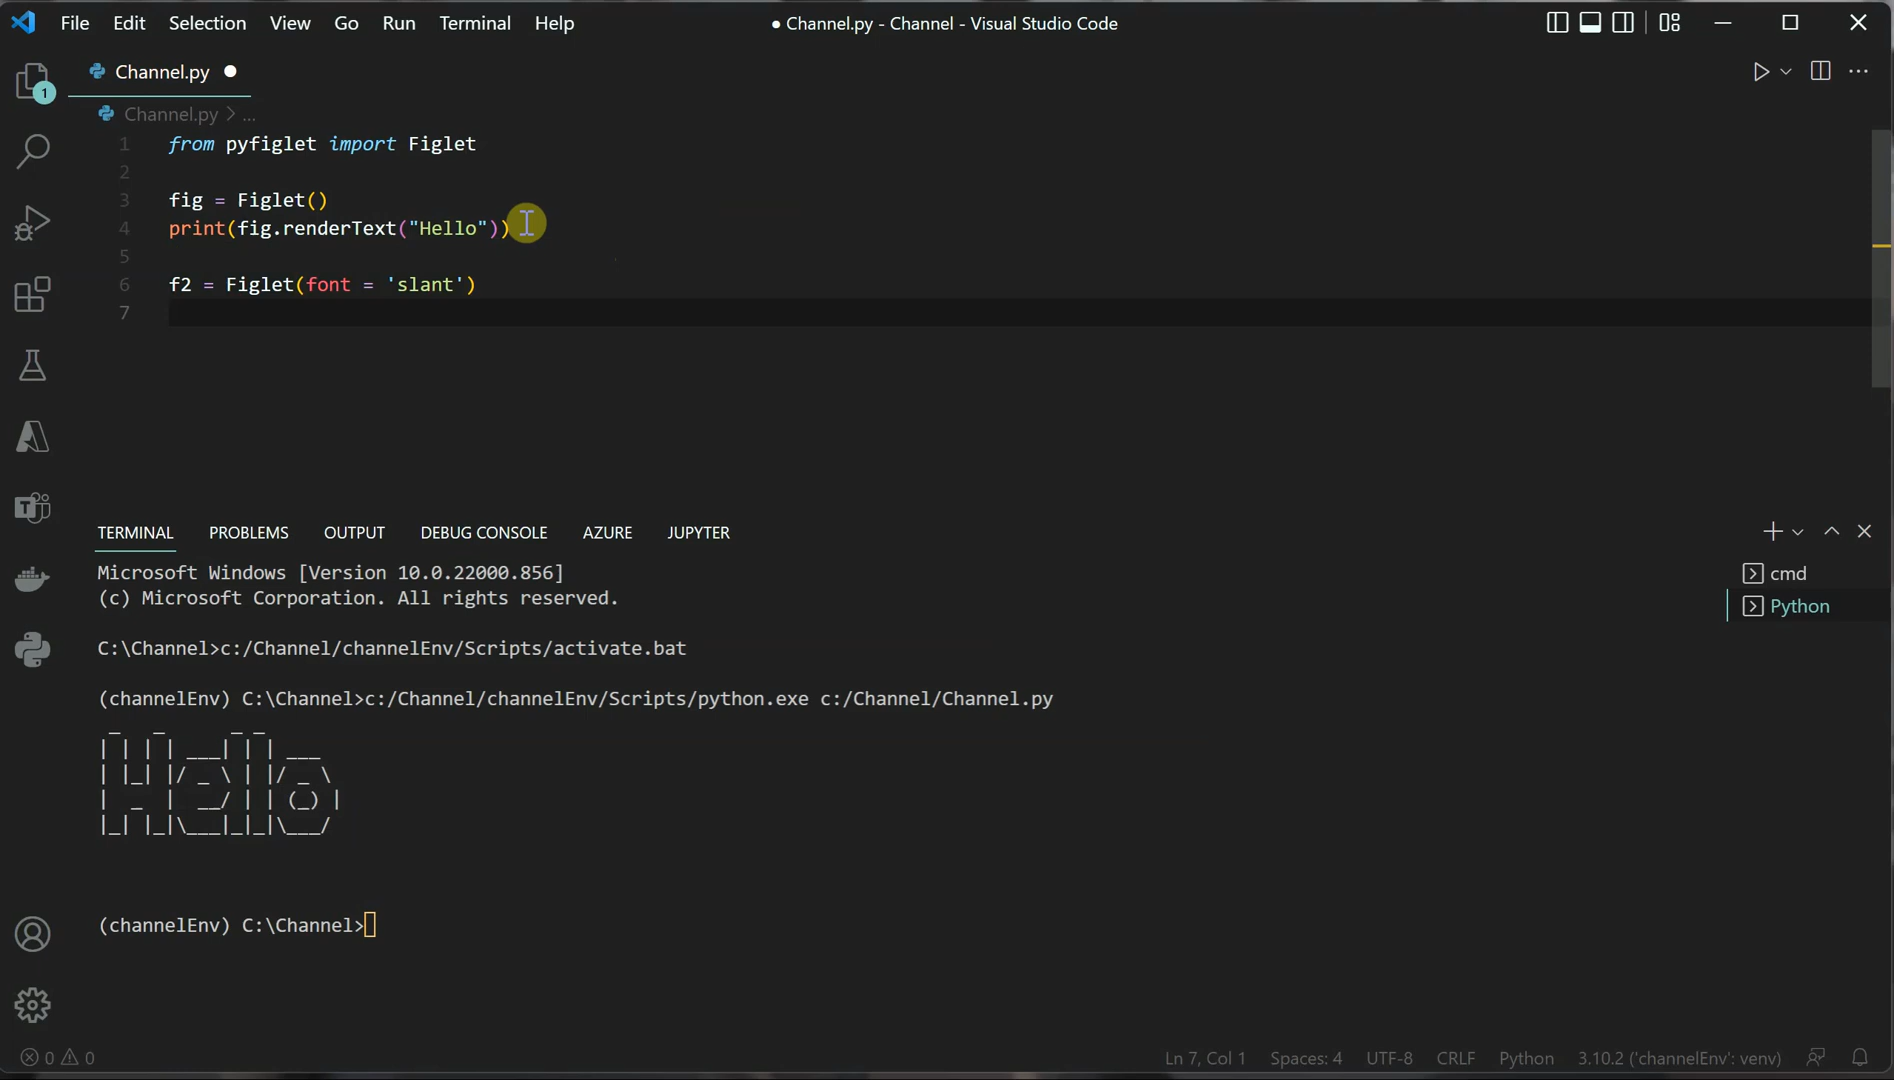 File Edit Selection View Go Run Terminal Help
● Channel.py - Channel - Visual Studio Code
1
Channel.py ●
Channel.py > ...
1 from pyfiglet import Figlet
2
3 fig = Figlet()
4 print(fig.renderText("Hello"))
5
6 f2 = Figlet(font = 'slant')
7
TERMINAL PROBLEMS OUTPUT DEBUG CONSOLE AZURE JUPYTER
cmd
Python
Microsoft Windows [Version 10.0.22000.856]
(c) Microsoft Corporation. All rights reserved.
C:\Channel>c:/Channel/channelEnv/Scripts/activate.bat
(channelEnv) C:\Channel>c:/Channel/channelEnv/Scripts/python.exe c:/Channel/Channel.py
Hello
(channelEnv) C:\Channel>
0 0 Ln 7, Col 1 Spaces: 4 UTF-8 CRLF Python 3.10.2 ('channelEnv': venv)